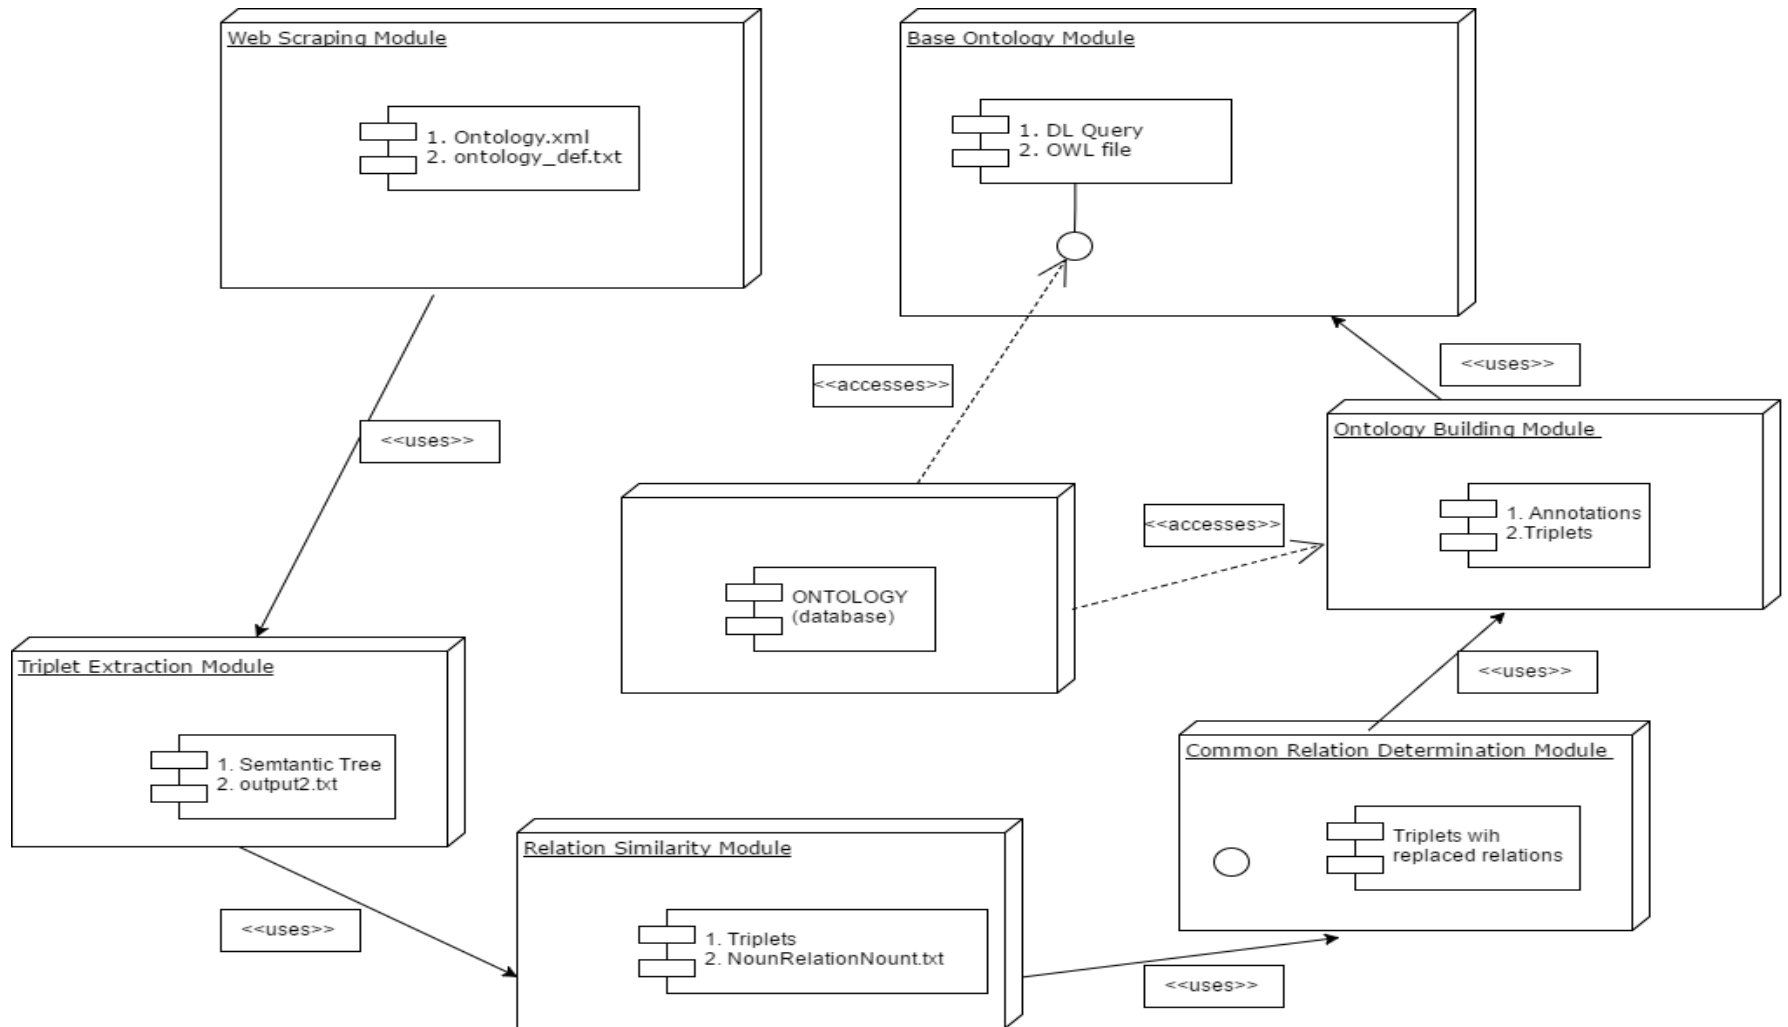 Web Scraping Module
1. Ontology.xml
2. ontology_def.txt
Base Ontology Module
1. DL Query
2. OWL file
<<accesses>>
<<uses>>
<<uses>>
Ontology Building Module
1. Annotations
2.Triplets
<<accesses>>
ONTOLOGY
(database)
Triplet Extraction Module
1. Semtantic Tree
2. output2.txt
<<uses>>
Common Relation Determination Module
Triplets wih
replaced relations
Relation Similarity Module
1. Triplets
2. NounRelationNount.txt
<<uses>>
<<uses>>